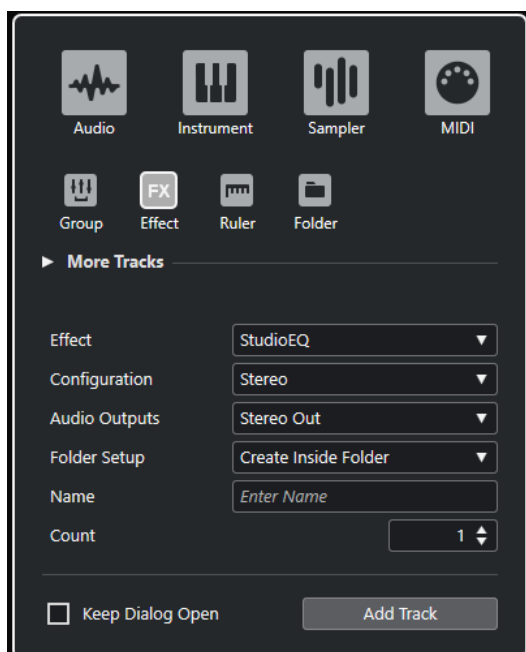 Audio Instrument Sampler MIDI
FX
Group Effect Ruler Folder
More Tracks
Effect StudioEQ
Configuration Stereo
Audio Outputs Stereo Out
Folder Setup Create Inside Folder
Name Enter Name
Count 1
Keep Dialog Open Add Track